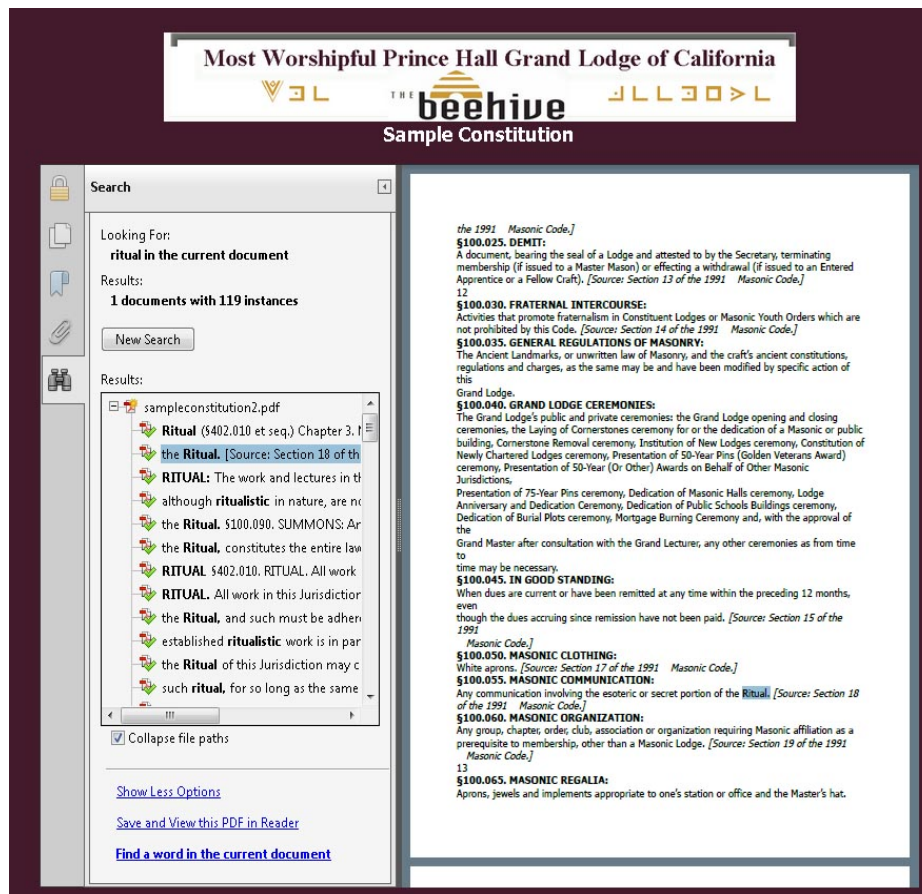 Most Worshipful Prince Hall Grand Lodge of California
THE
beehive
Sample Constitution
Search
Looking For:
ritual in the current document
Results:
1 documents with 119 instances
New Search
Results:
sampleconstitution2.pdf
Ritual (§402.010 et seq.) Chapter 3.
the Ritual. [Source: Section 18 of th
RITUAL: The work and lectures in th
although ritualistic in nature, are no
the Ritual. §100.090. SUMMONS: Ar
the Ritual, constitutes the entire law
RITUAL §402.010. RITUAL. All work
RITUAL. All work in this Jurisdiction
the Ritual, and such must be adher
established ritualistic work is in par
the Ritual of this Jurisdiction may c
such ritual, for so long as the same
Collapse file paths
Show Less Options
Save and View this PDF in Reader
Find a word in the current document
the 1991 Masonic Code.]
§100.025. DEMIT:
A document, bearing the seal of a Lodge and attested to by the Secretary, terminating
membership (if issued to a Master Mason) or effecting a withdrawal (if issued to an Entered
Apprentice or a Fellow Craft). [Source: Section 13 of the 1991 Masonic Code.]
12
§100.030. FRATERNAL INTERCOURSE:
Activities that promote fraternalism in Constituent Lodges or Masonic Youth Orders which are
not prohibited by this Code. [Source: Section 14 of the 1991 Masonic Code.]
§100.035. GENERAL REGULATIONS OF MASONRY:
The Ancient Landmarks, or unwritten law of Masonry, and the craft's ancient constitutions,
regulations and charges, as the same may be and have been modified by specific action of
this
Grand Lodge.
§100.040. GRAND LODGE CEREMONIES:
The Grand Lodge's public and private ceremonies: the Grand Lodge opening and closing
ceremonies, the Laying of Cornerstones ceremony for or the dedication of a Masonic or public
building, Cornerstone Removal ceremony, Institution of New Lodges ceremony, Constitution of
Newly Chartered Lodges ceremony, Presentation of 50-Year Pins (Golden Veterans Award)
ceremony, Presentation of 50-Year (Or Other) Awards on Behalf of Other Masonic
Jurisdictions,
Presentation of 75-Year Pins ceremony, Dedication of Masonic Halls ceremony, Lodge
Anniversary and Dedication Ceremony, Dedication of Public Schools Buildings ceremony,
Dedication of Burial Plots ceremony, Mortgage Burning Ceremony and, with the approval of
the
Grand Master after consultation with the Grand Lecturer, any other ceremonies as from time
to
time may be necessary.
§100.045. IN GOOD STANDING:
When dues are current or have been remitted at any time within the preceding 12 months,
even
though the dues accruing since remission have not been paid. [Source: Section 15 of the
1991
Masonic Code.]
§100.050. MASONIC CLOTHING:
White aprons. [Source: Section 17 of the 1991 Masonic Code.]
§100.055. MASONIC COMMUNICATION:
Any communication involving the esoteric or secret portion of the Ritual. [Source: Section 18
of the 1991 Masonic Code.]
§100.060. MASONIC ORGANIZATION:
Any group, chapter, order, club, association or organization requiring Masonic affiliation as a
prerequisite to membership, other than a Masonic Lodge. [Source: Section 19 of the 1991
Masonic Code.]
13
§100.065. MASONIC REGALIA:
Aprons, jewels and implements appropriate to one's station or office and the Master's hat.